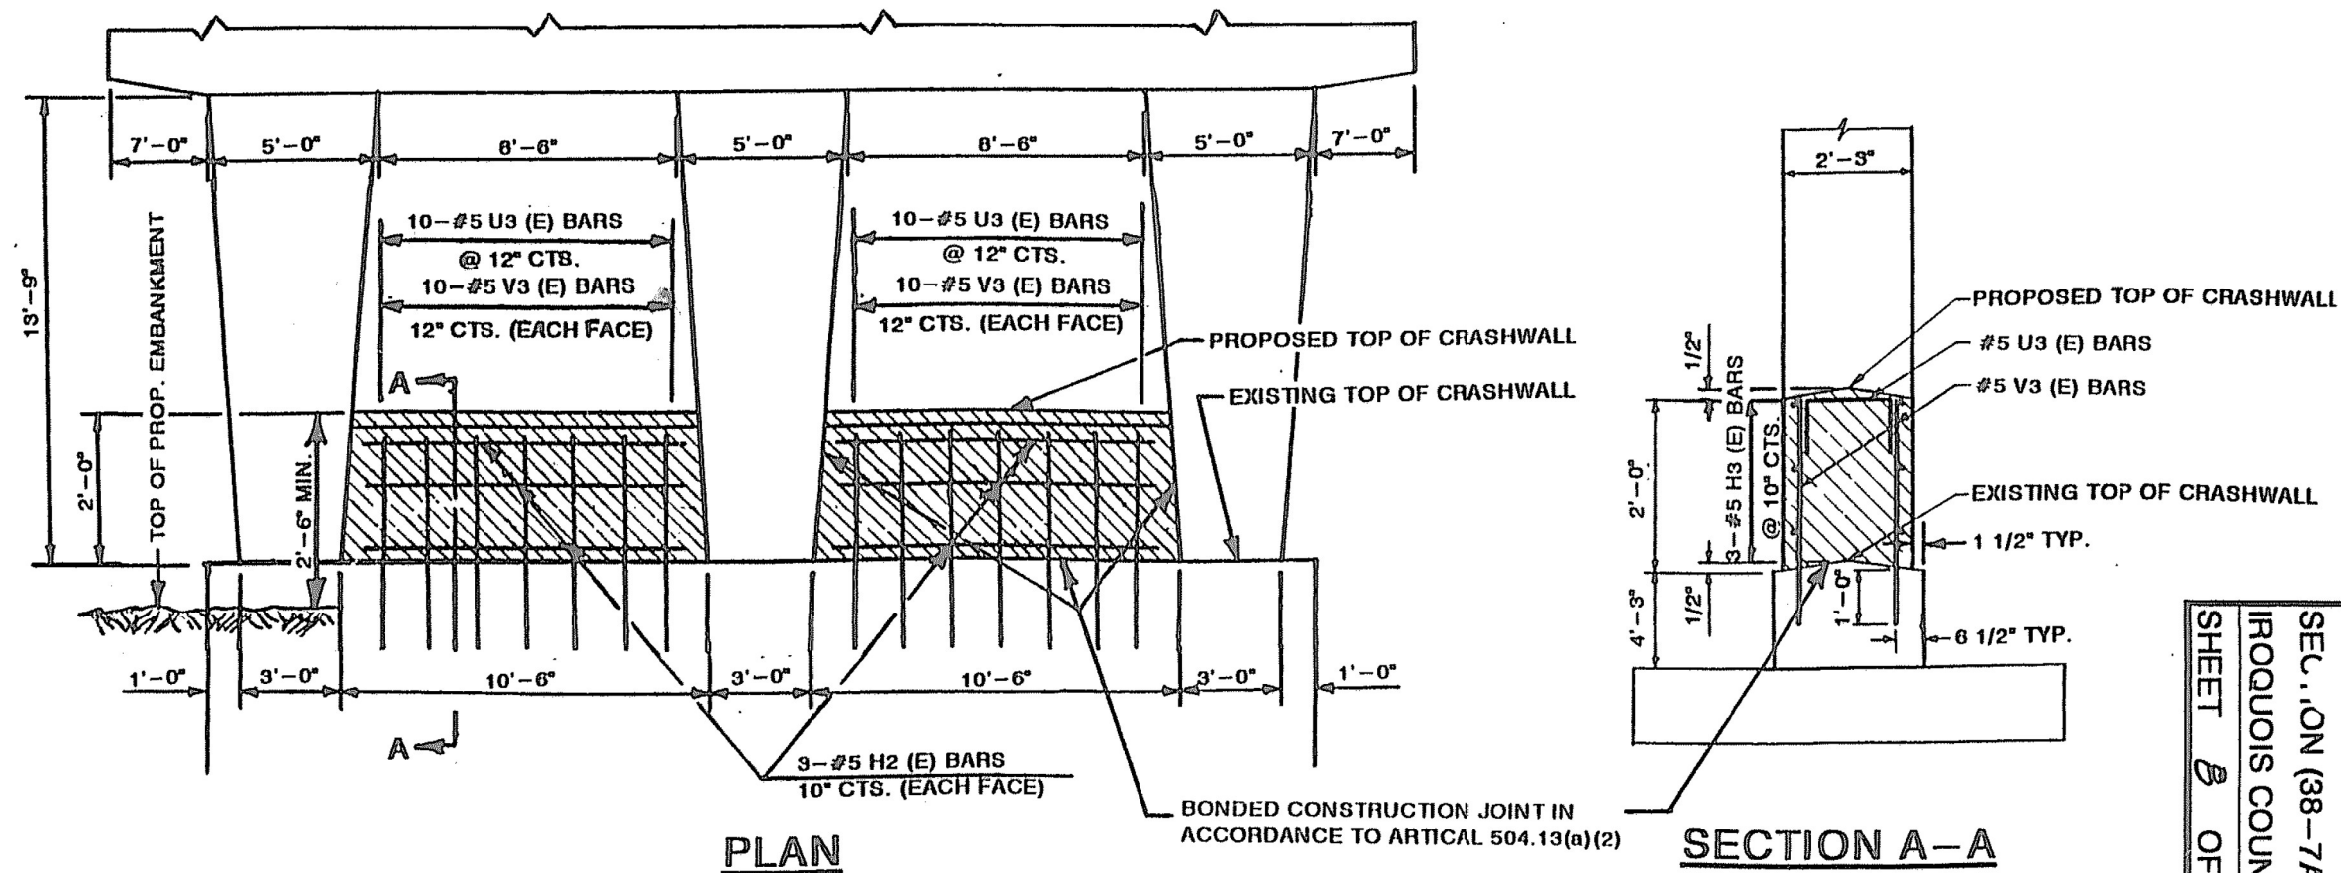 7'-0"
5'-0"
8'-6"
5'-0"
8'-6"
5'-0"
7'-0"
13'-9"
TOP OF PROP. EMBANKMENT
10-#5 U3 (E) BARS
@ 12" CTS.
10-#5 V3 (E) BARS
12" CTS. (EACH FACE)
10-#5 U3 (E) BARS
@ 12" CTS.
10-#5 V3 (E) BARS
12" CTS. (EACH FACE)
PROPOSED TOP OF CRASHWALL
EXISTING TOP OF CRASHWALL
A
2'-0"
2'-6" MIN.
1'-0"
3'-0"
10'-6"
3'-0"
10'-6"
3'-0"
1'-0"
A
3-#5 H2 (E) BARS
10" CTS. (EACH FACE)
BONDED CONSTRUCTION JOINT IN
ACCORDANCE TO ARTICAL 504.13(a)(2)
PLAN
2'-3"
PROPOSED TOP OF CRASHWALL
#5 U3 (E) BARS
#5 V3 (E) BARS
1/2"
3-#5 H3 (E) BARS
@ 10" CTS.
2'-0"
EXISTING TOP OF CRASHWALL
1 1/2" TYP.
4'-3"
1/2"
1'-0"
6 1/2" TYP.
SECTION A-A
(38-7A
IROQUOIS COUN
SHEET 8 OF